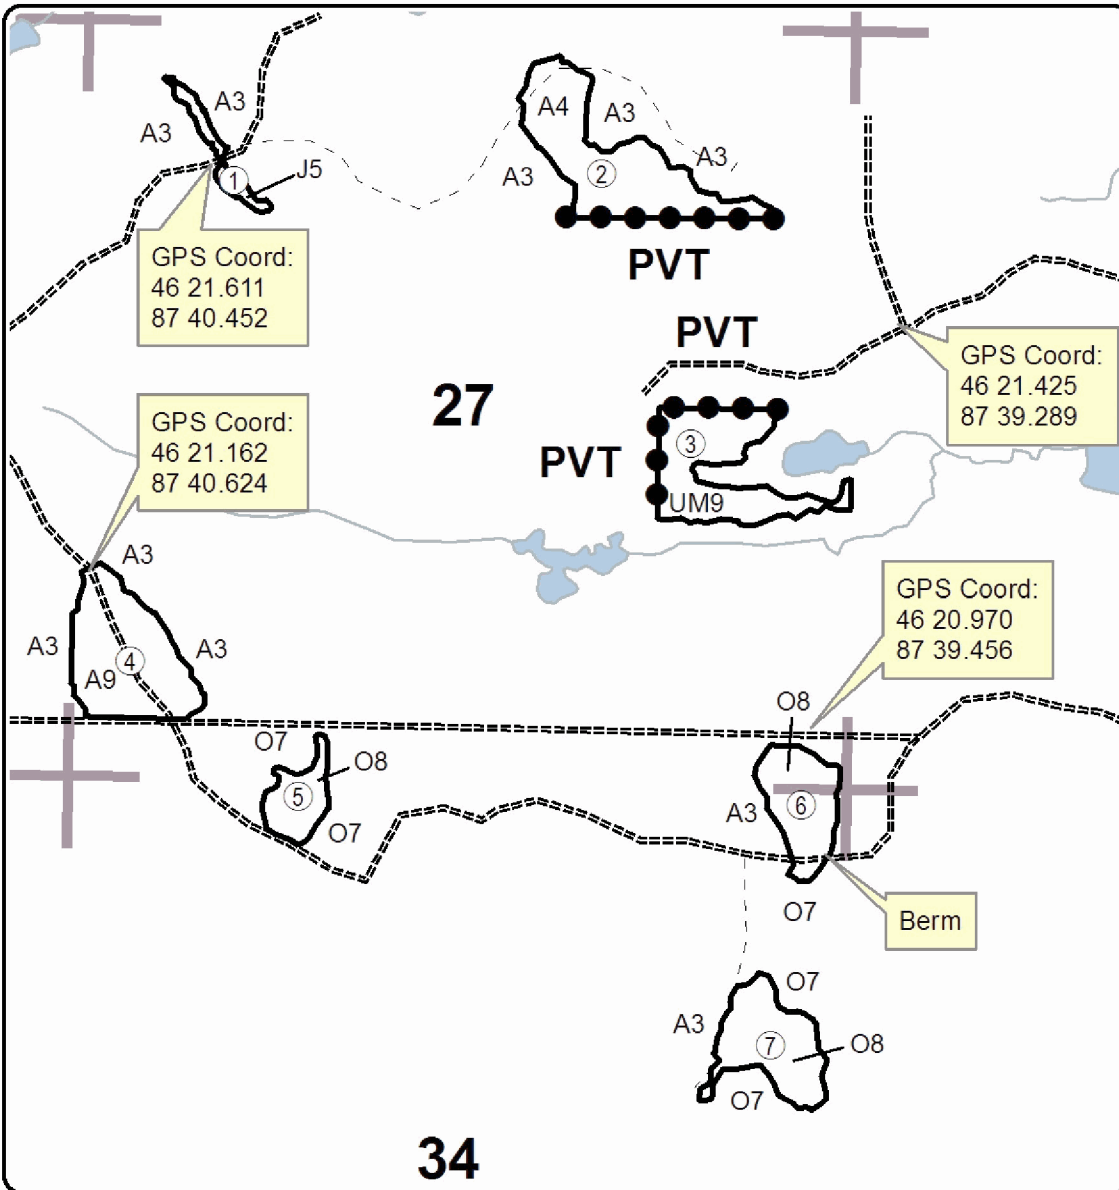 A3
A3
1
J5
A4
A3
A3
A3
2
PVT
GPS Coord:
46 21.611
87 40.452
PVT
GPS Coord:
46 21.425
87 39.289
27
GPS Coord:
46 21.162
87 40.624
PVT
3
UM9
A3
A3
A3
A9
4
GPS Coord:
46 20.970
87 39.456
O8
O7
O8
5
O7
A3
6
O7
Berm
O7
A3
7
O8
O7
34